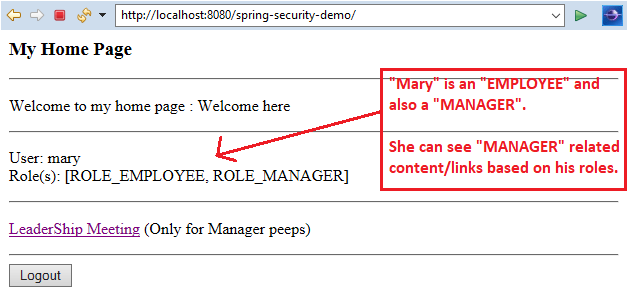 http://localhost:8080/spring-security-demo/
My Home Page
Welcome to my home page : Welcome here
"Mary" is an "EMPLOYEE" and
also a "MANAGER".
She can see "MANAGER" related
content/links based on his roles.
User: mary
Role(s): [ROLE_EMPLOYEE, ROLE_MANAGER]
LeaderShip Meeting (Only for Manager peeps)
Logout